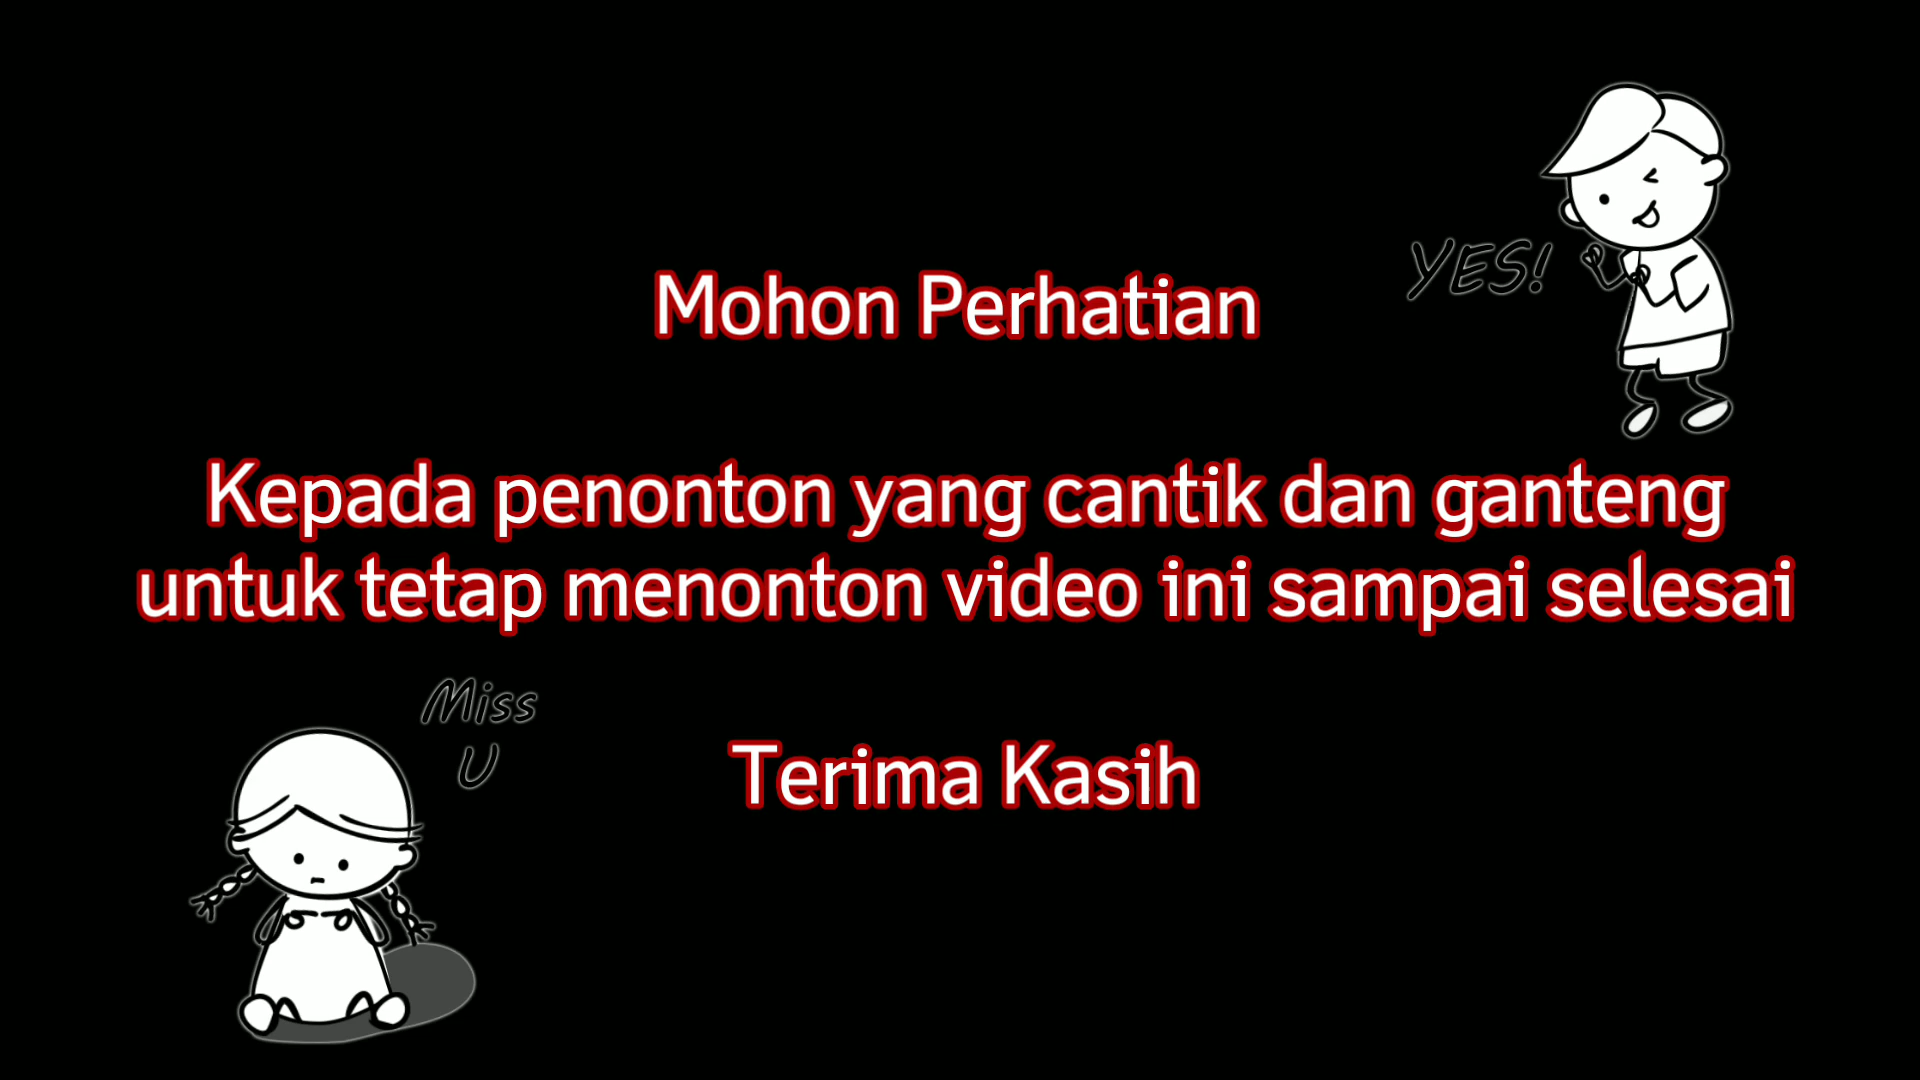 YES!
Mohon Perhatian
Kepada penonton yang cantik dan ganteng
untuk tetap menonton video ini sampai selesai
Miss
U
Terima Kasih